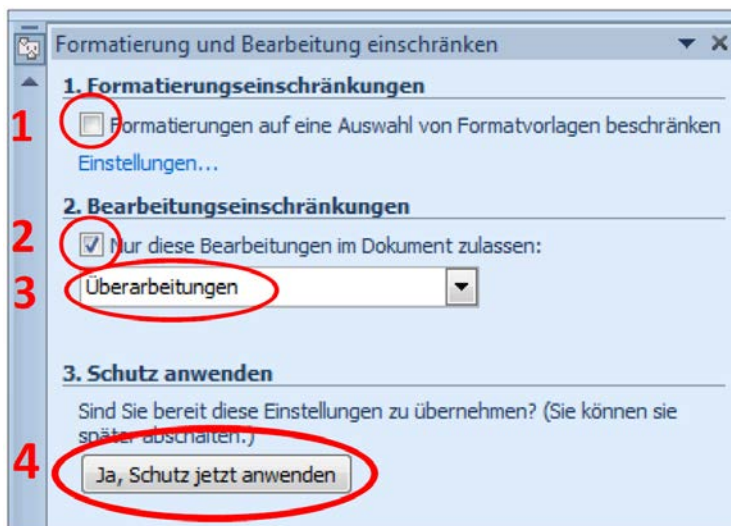 Formatierung und Bearbeitung einschränken
1. Formatierungseinschränkungen
1
Formatierungen auf eine Auswahl von Formatvorlagen beschränken
Einstellungen...
2. Bearbeitungseinschränkungen
2
Nur diese Bearbeitungen im Dokument zulassen:
3
Überarbeitungen
3. Schutz anwenden
Sind Sie bereit diese Einstellungen zu übernehmen? (Sie können sie
später abschalten.)
4
Ja, Schutz jetzt anwenden